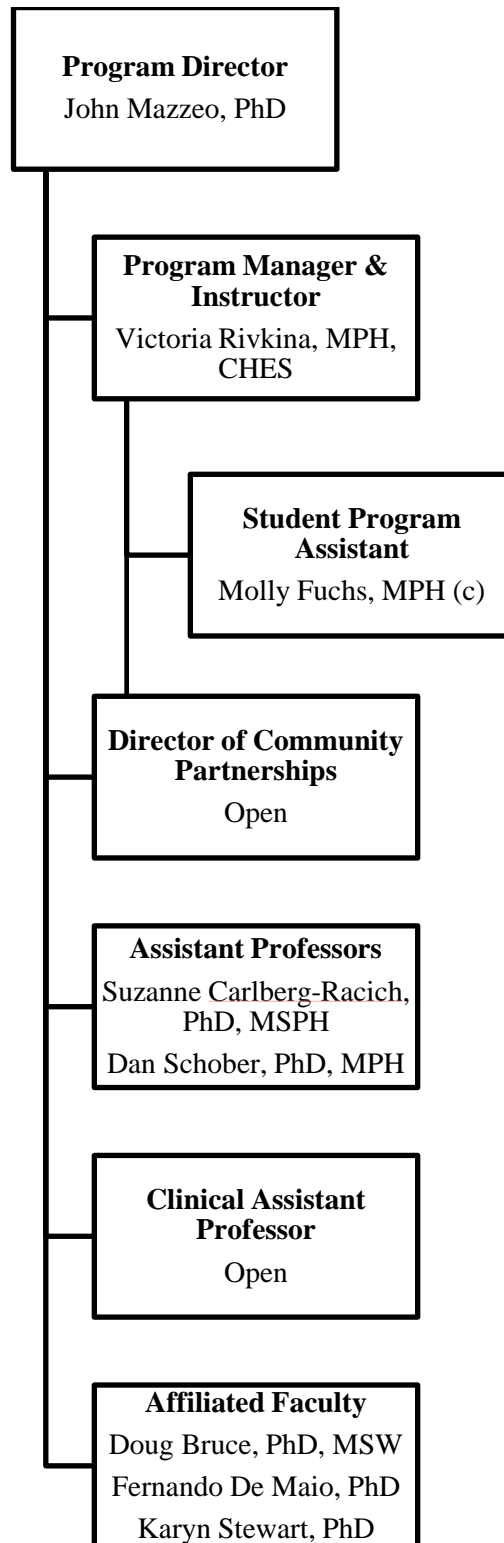 Program Director
John Mazzeo, PhD
Program Manager &
Instructor
Victoria Rivkina, MPH,
CHES
Student Program
Assistant
Molly Fuchs, MPH (c)
Director of Community
Partnerships
Open
Assistant Professors
Suzanne Carlberg-Racich,
PhD, MSPH
Dan Schober, PhD, MPH
Clinical Assistant
Professor
Open
Affiliated Faculty
Doug Bruce, PhD, MSW
Fernando De Maio, PhD
Karyn Stewart, PhD